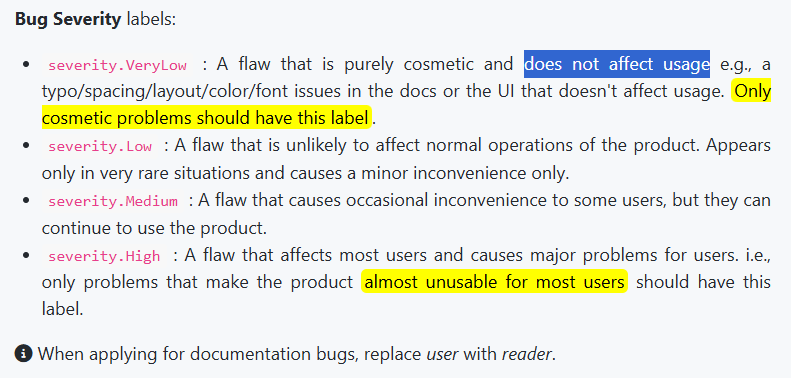 Bug Severity labels:
severity.VeryLow : A flaw that is purely cosmetic and does not affect usage e.g., a
typo/spacing/layout/color/font issues in the docs or the UI that doesn't affect usage. Only
cosmetic problems should have this label.
severity.Low : A flaw that is unlikely to affect normal operations of the product. Appears
only in very rare situations and causes a minor inconvenience only.
severity.Medium : A flaw that causes occasional inconvenience to some users, but they can
continue to use the product.
severity.High : A flaw that affects most users and causes major problems for users. i.e.,
only problems that make the product almost unusable for most users should have this
label.
When applying for documentation bugs, replace user with reader.